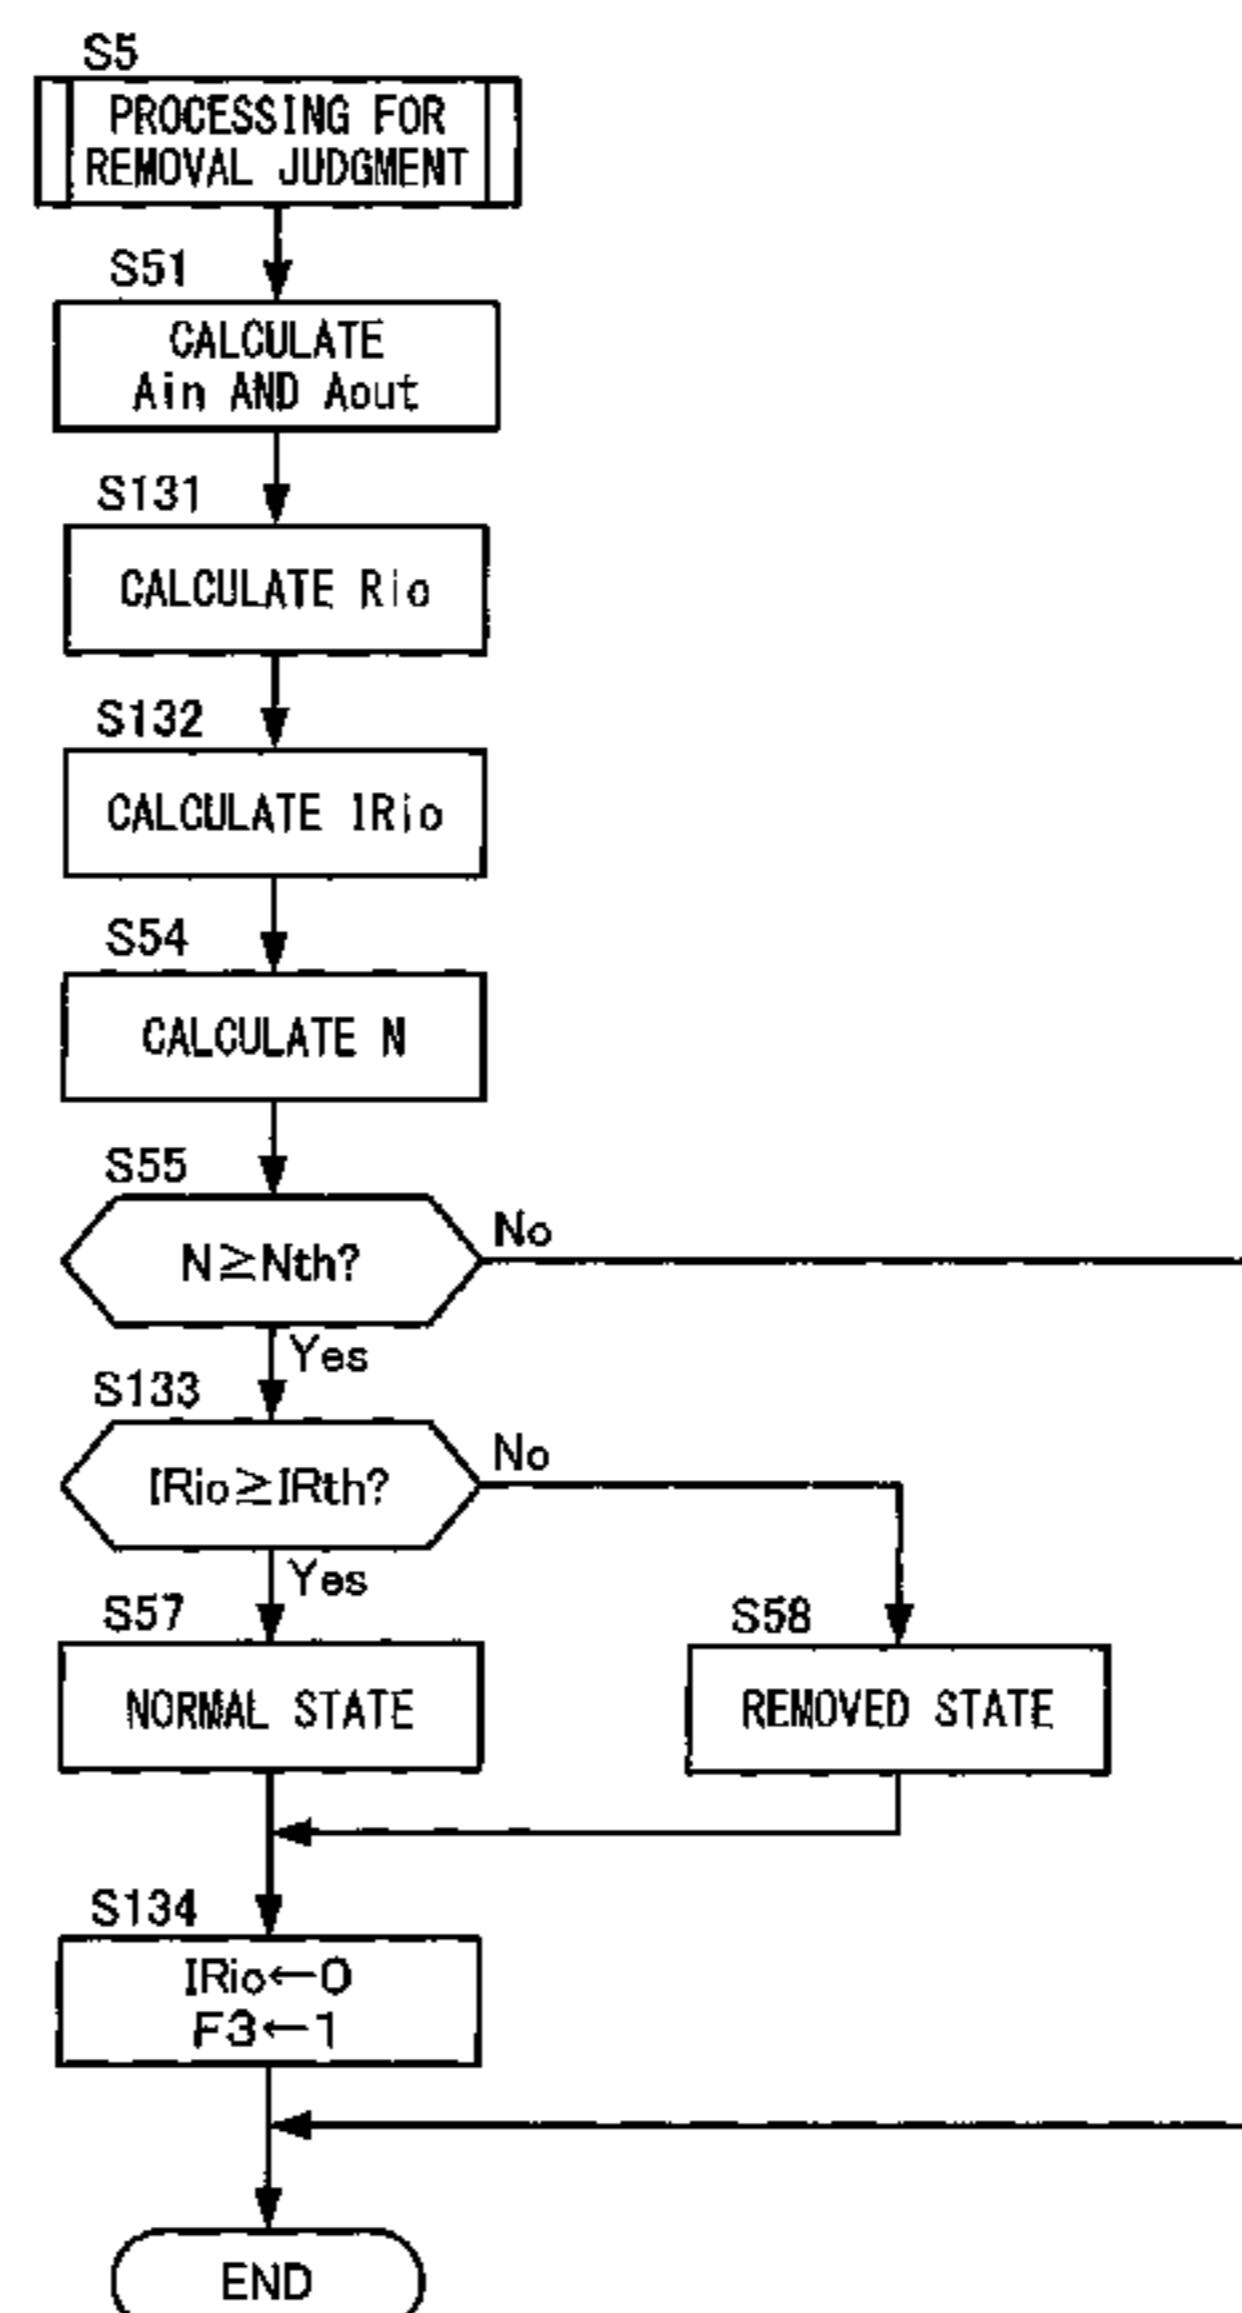 S5
PROCESSING FOR
REMOVAL JUDGMENT
S51
CALCULATE
Ain AND Aout
S131
CALCULATE Rio
S132
CALCULATE IRio
S54
CALCULATE N
S55
N≧Nth?
No
Yes
S133
IRio≧IRth?
No
Yes
S57
NORMAL STATE
S58
REMOVED STATE
S134
IRio←0
F3←1
END